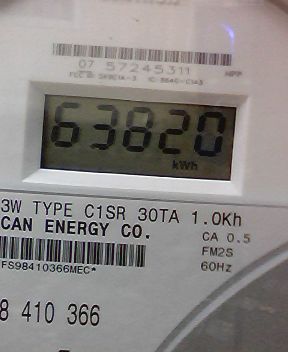 07 57245311
HPP
63820
kWh
3W TYPE C1SR 30TA 1.0Kh
CAN ENERGY CO.
CA 0.5
FM2S
60Hz
FS98410366MEC*
8 410 366